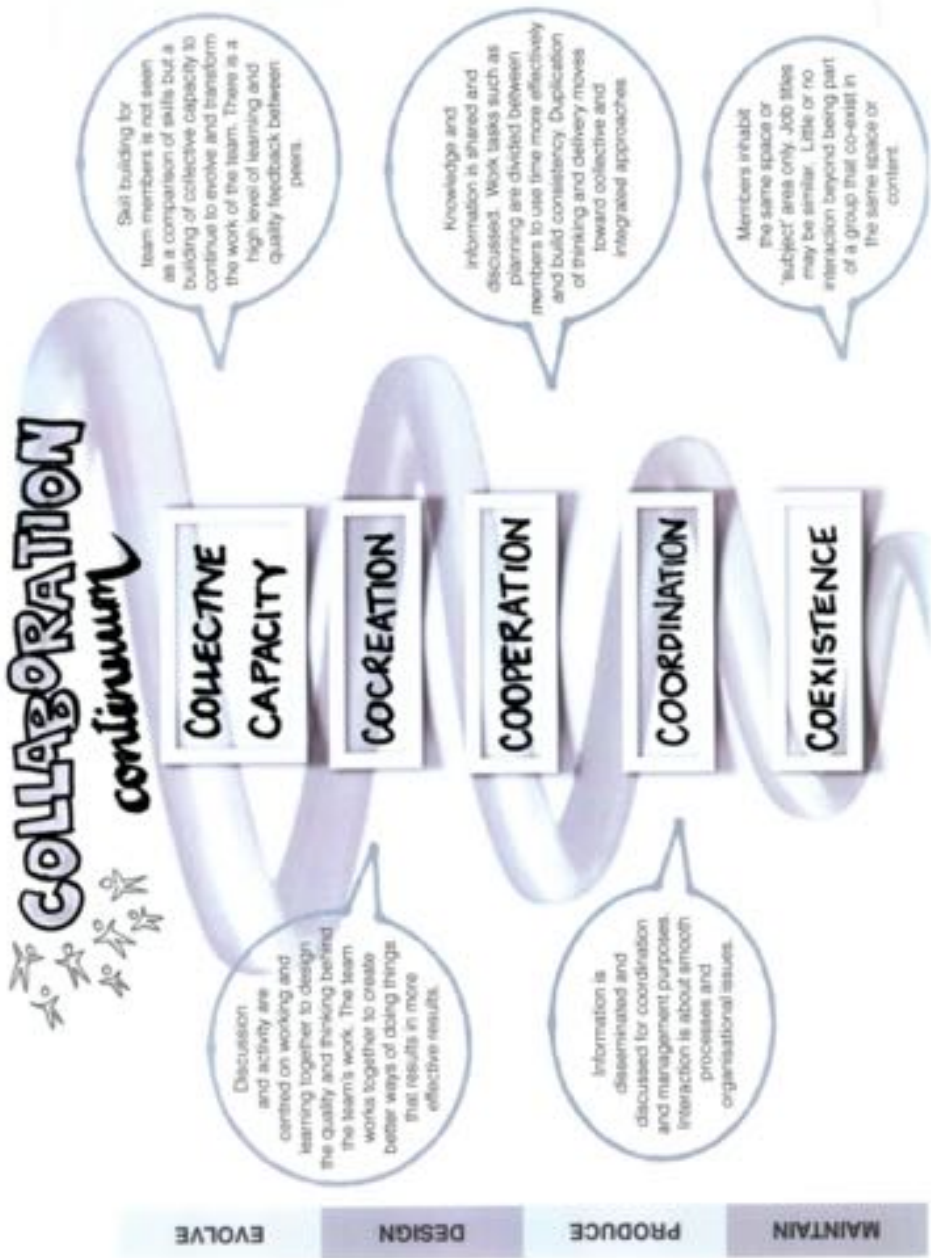 COLLABORATION
continuum
COLLECTIVE
CAPACITY
Skill building for
team members is not seen
as a comparison of skills but a
building of collective capacity to
continue to evolve and transform
the work of the team. There is a
high level of learning and
quality feedback between
peers.
COCREATION
Discussion
and activity are
centred on working and
learning together to design
the quality and thinking behind
the team's work. The team
works together to create
better ways of doing things
that results in more
effective results.
COOPERATION
Knowledge and
information is shared and
discussed. Work tasks such as
planning are divided between
members to use time more effectively
and build consistency. Duplication
of thinking and delivery moves
toward collective and
integrated approaches
COORDINATION
Information is
disseminated and
discussed for coordination
and management purposes.
Interaction is about smooth
processes and
organisational issues.
COEXISTENCE
Members inhabit
the same space or
'subject' area only. Job titles
may be similar. Little or no
interaction beyond being part
of a group that co-exist in
the same space or
content.
EVOLVE
DESIGN
PRODUCE
MAINTAIN